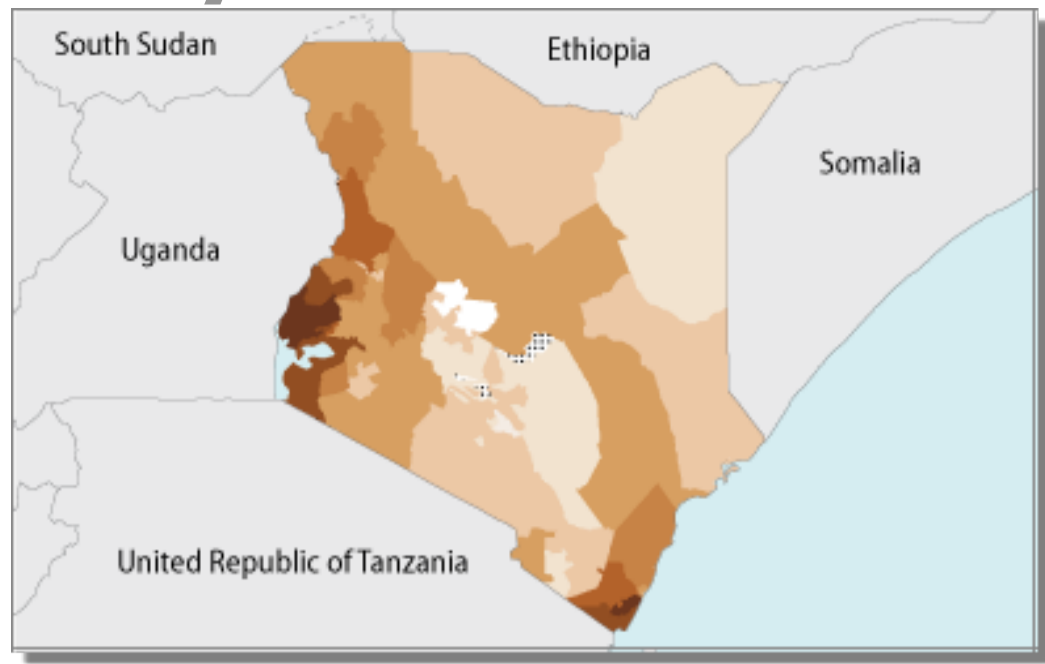 South Sudan
Ethiopia
Somalia
Uganda
United Republic of Tanzania